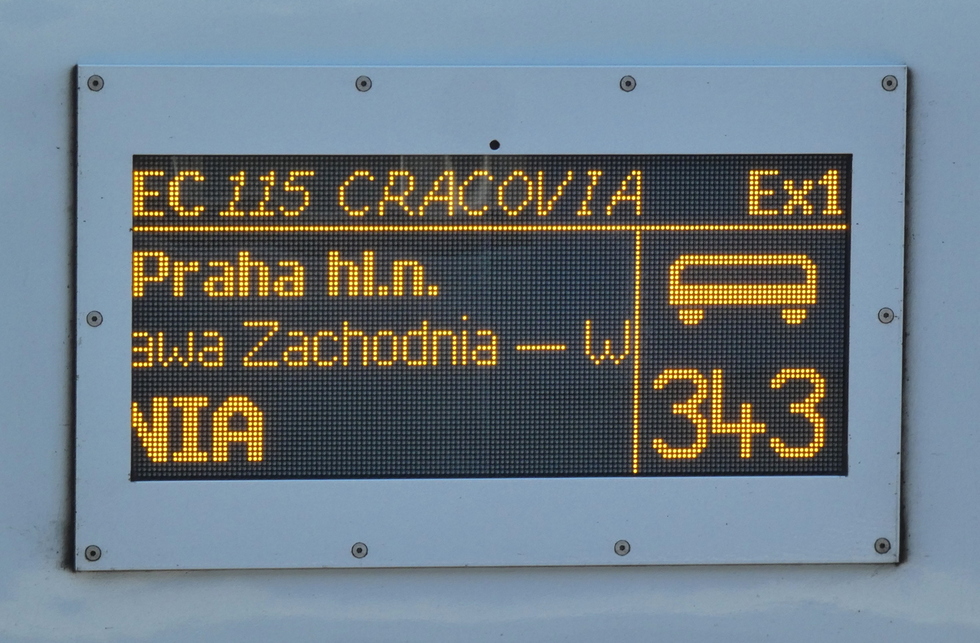 EC 115 CRACOVIA Ex1
Praha hl.n.
awa Zachodnia — W
NIA
343